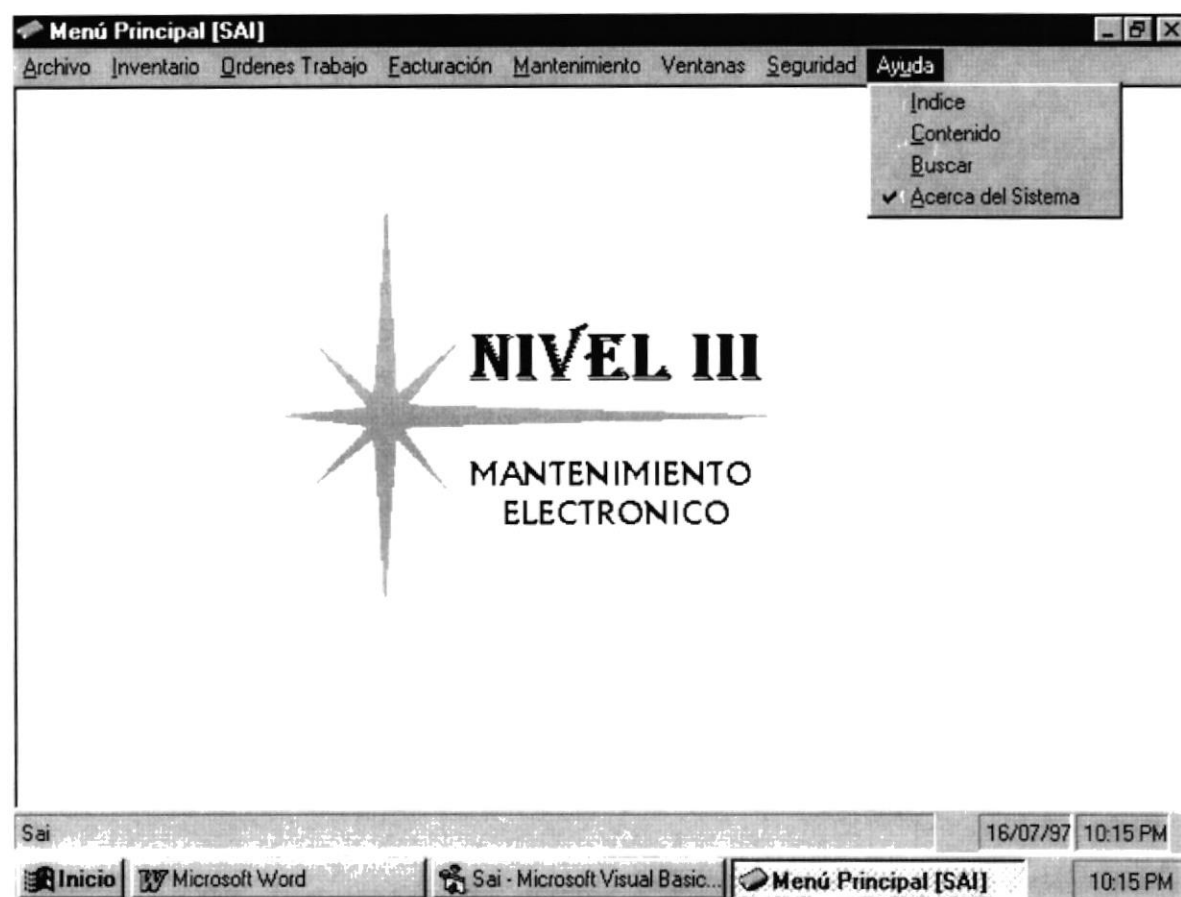 Menú Principal [SAI]
Archivo Inventario Ordenes Trabajo Facturación Mantenimiento Ventanas Seguridad Ayuda
Indice
Contenido
Buscar
Acerca del Sistema
NIVEL III
MANTENIMIENTO
ELECTRONICO
Sai 16/07/97 10:15 PM
Inicio Microsoft Word Sai - Microsoft Visual Basic... Menú Principal [SAI] 10:15 PM